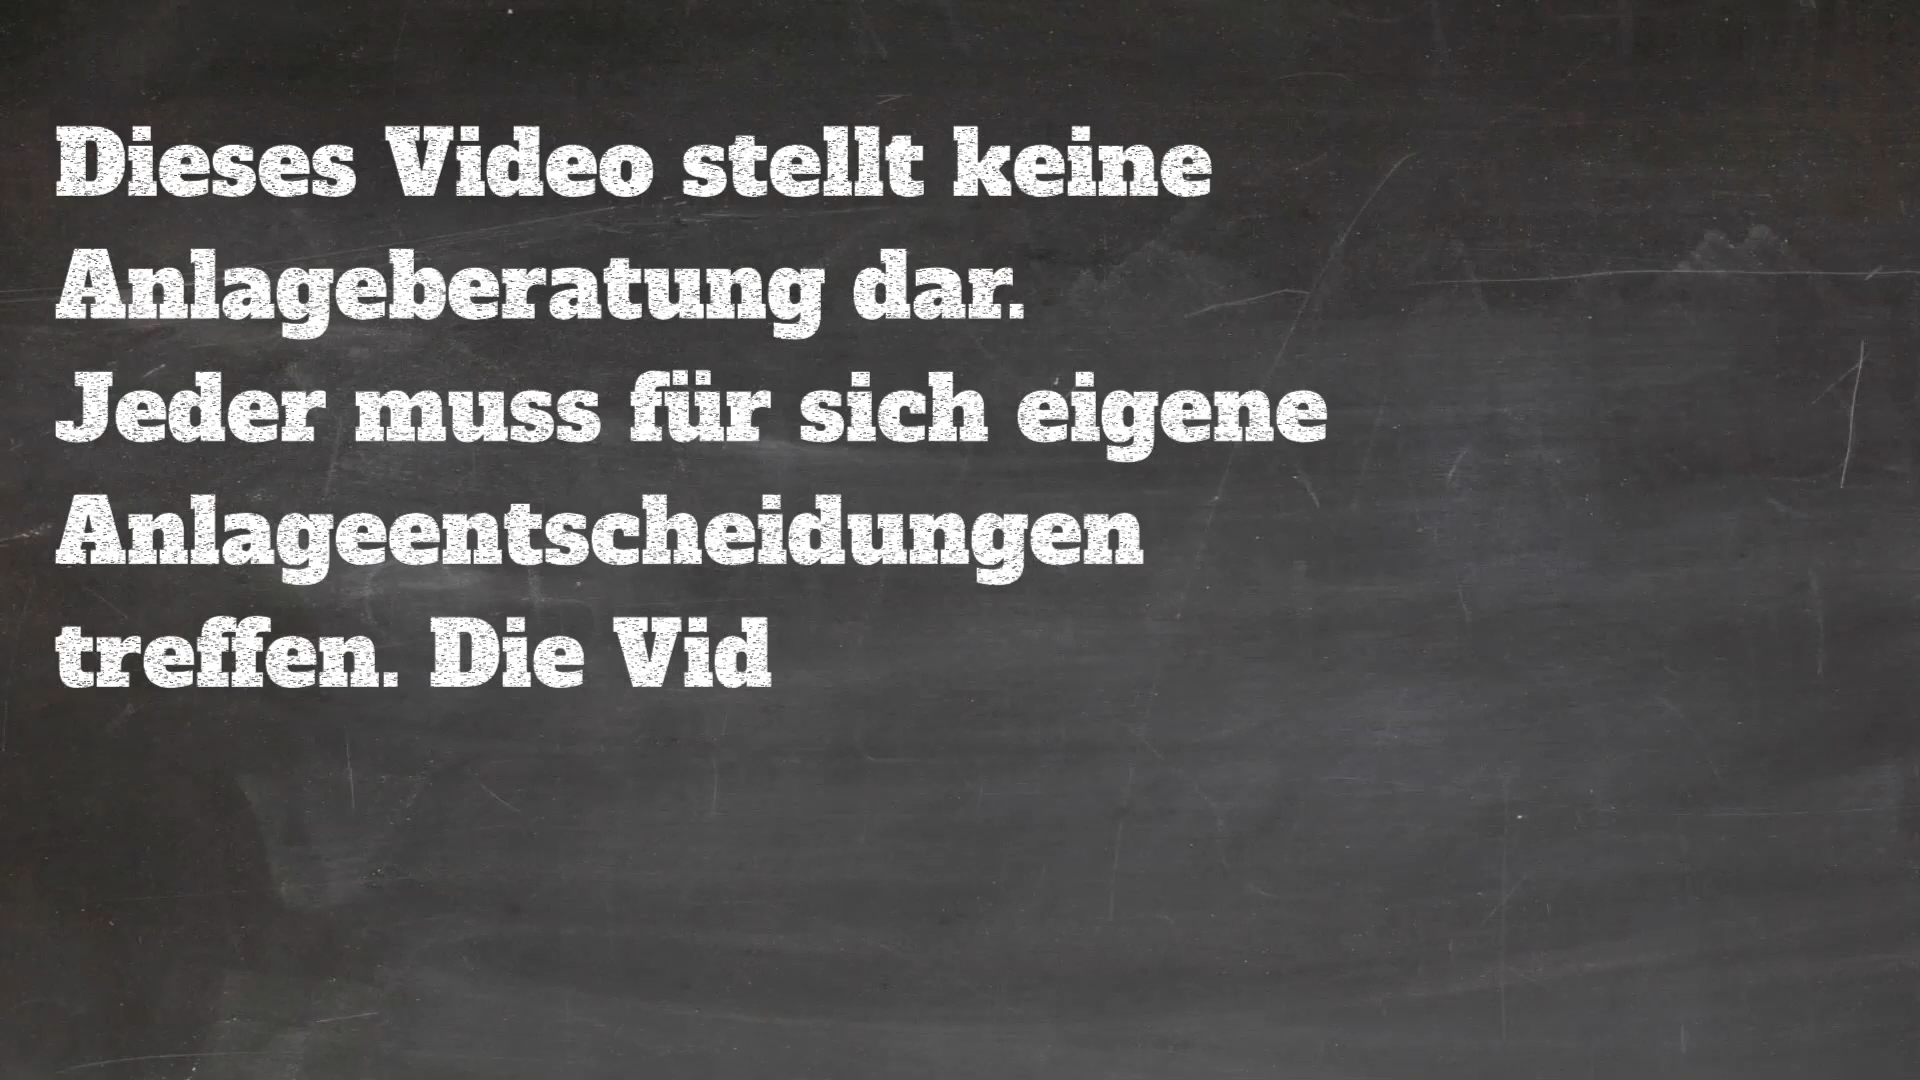 Dieses Video stellt keine
Anlageberatung dar.
Jeder muss für sich eigene
Anlageentscheidungen
treffen. Die Vid